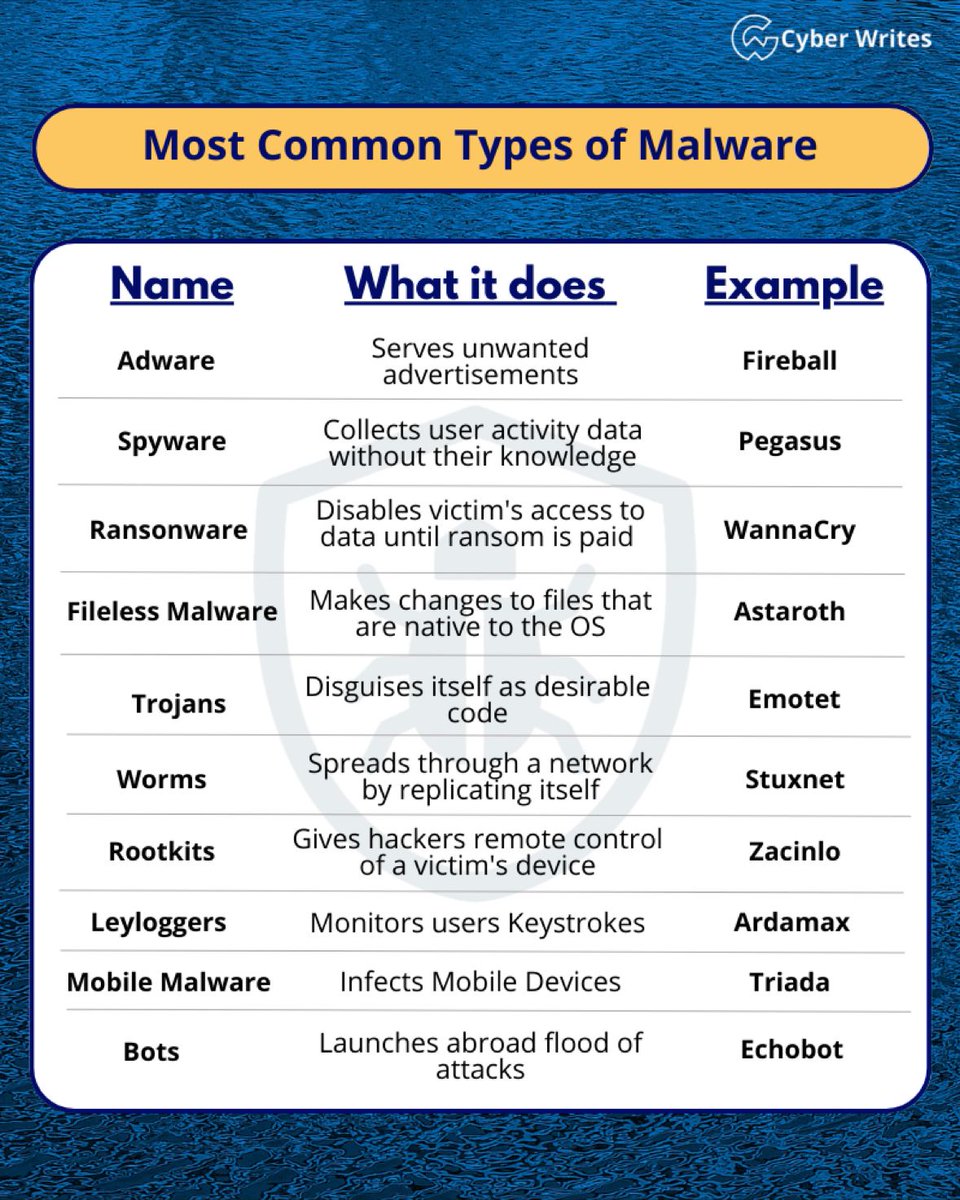 Cyber Writes
Most Common Types of Malware
Name What it does Example
Adware
Serves unwanted
advertisements
Fireball
Spyware
Collects user activity data
without their knowledge
Pegasus
Ransonware
Disables victim's access to
data until ransom is paid
WannaCry
Fileless Malware
Makes changes to files that
are native to the OS
Astaroth
Trojans
Disguises itself as desirable
code
Emotet
Worms
Spreads through a network
by replicating itself
Stuxnet
Rootkits
Gives hackers remote control
of a victim's device
Zacinlo
Leyloggers
Monitors users Keystrokes
Ardamax
Mobile Malware
Infects Mobile Devices
Triada
Bots
Launches abroad flood of
attacks
Echobot